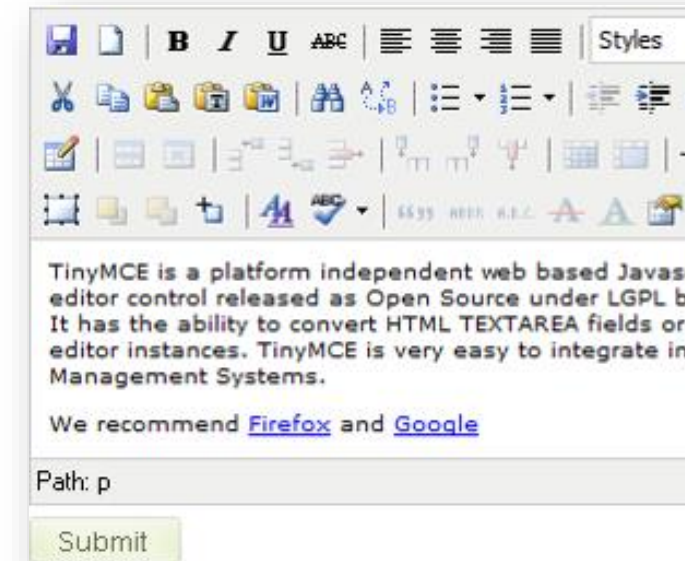 B I U ABC Styles
TinyMCE is a platform independent web based Javas
editor control released as Open Source under LGPL b
It has the ability to convert HTML TEXTAREA fields or
editor instances. TinyMCE is very easy to integrate in
Management Systems.
We recommend Firefox and Google
Path: p
Submit